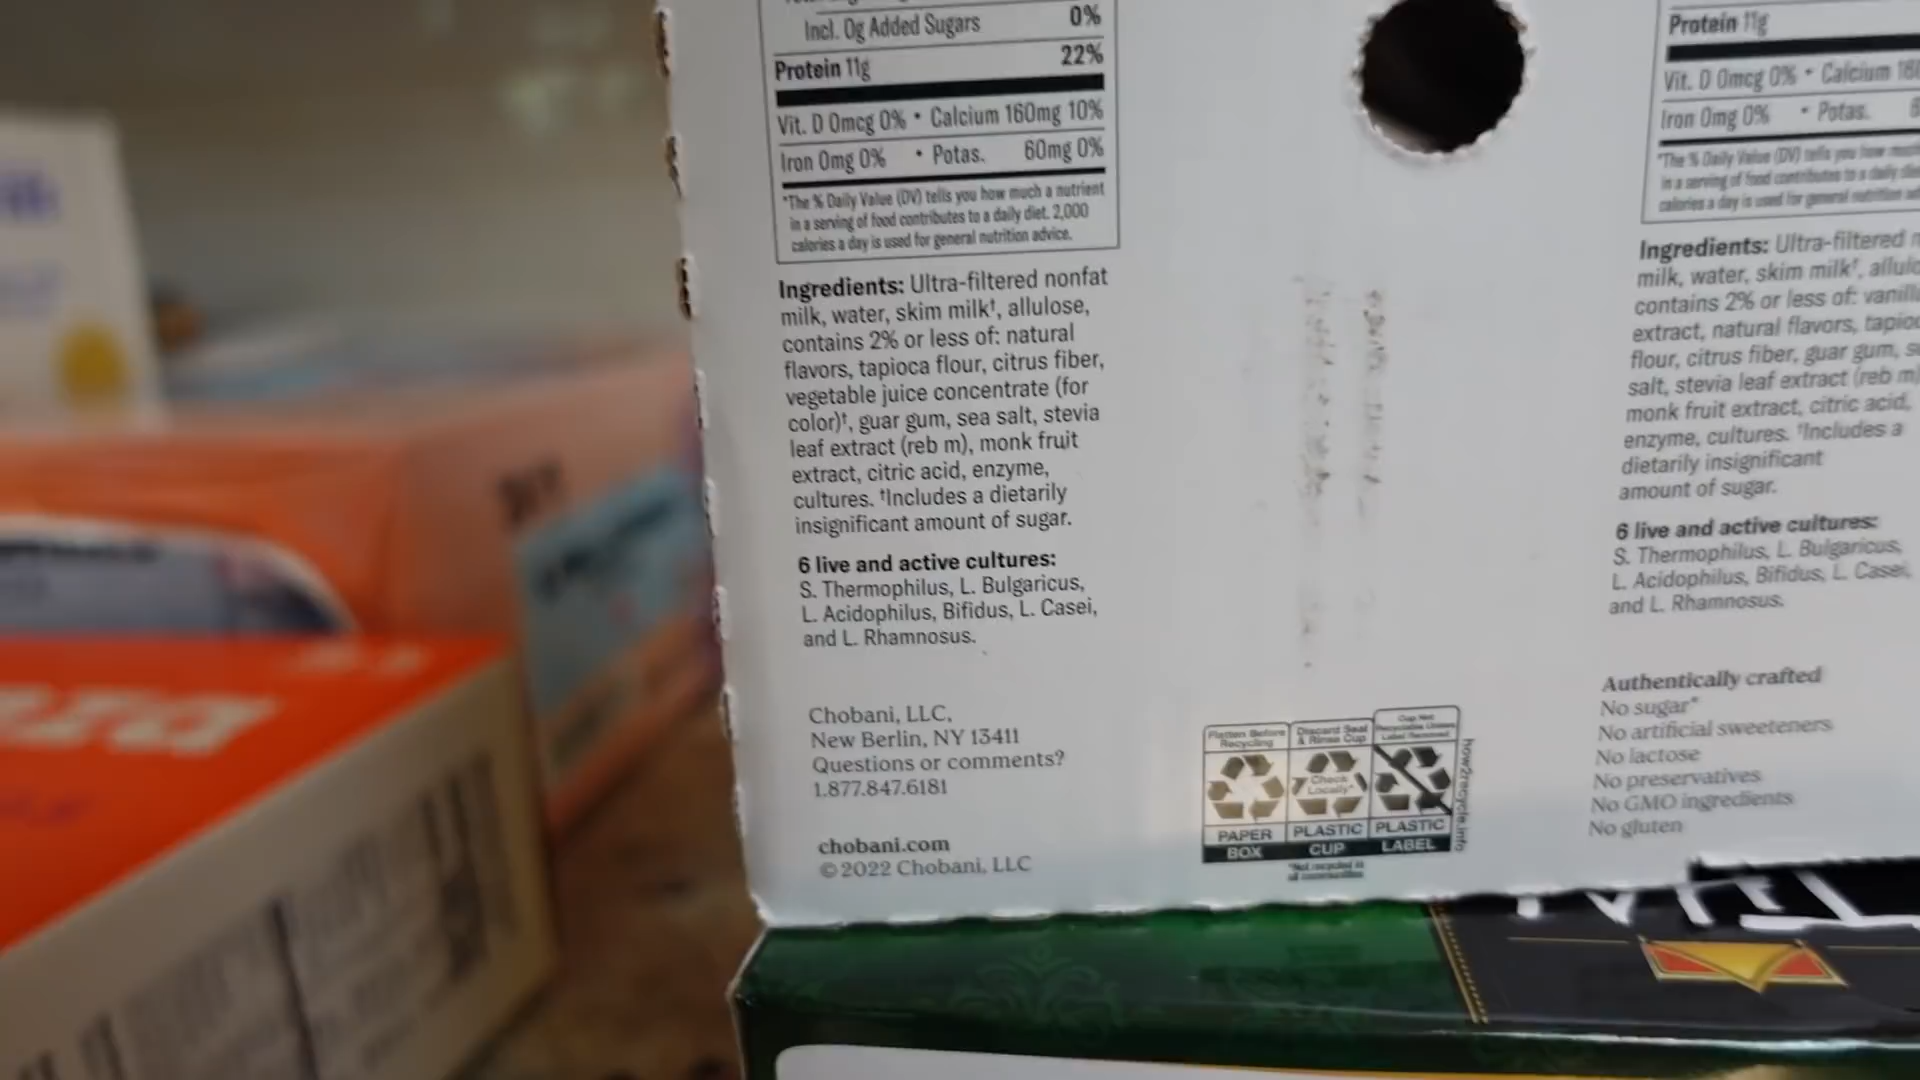 Incl. 0g Added Sugars 0%
Protein 11g 22%
Vit. D 0mcg 0% • Calcium 160mg 10%
Iron 0mg 0% • Potas. 60mg 0%
*The % Daily Value (DV) tells you how much a nutrient
in a serving of food contributes to a daily diet. 2,000
calories a day is used for general nutrition advice.
Ingredients: Ultra-filtered nonfat
milk, water, skim milk†, allulose,
contains 2% or less of: natural
flavors, tapioca flour, citrus fiber,
vegetable juice concentrate (for
color)†, guar gum, sea salt, stevia
leaf extract (reb m), monk fruit
extract, citric acid, enzyme,
cultures. †Includes a dietarily
insignificant amount of sugar.
6 live and active cultures:
S. Thermophilus, L. Bulgaricus,
L. Acidophilus, Bifidus, L. Casei,
and L. Rhamnosus.
Chobani, LLC,
New Berlin, NY 13411
Questions or comments?
1.877.847.6181
chobani.com
©2022 Chobani, LLC
Flatten Before
Recycling
PAPER
BOX
Discard Seal
& Rinse Cup
Check
Locally*
PLASTIC
CUP
Cup Not
Label Removed
PLASTIC
LABEL
how2recycle.info
*Not recycled in
all communities
Protein 11g
Vit. D 0mcg 0% • Calcium
Iron 0mg 0% • Potas.
*The % Daily Value (DV) tells you how much
in a serving of food contributes to a daily
calories a day is used for general nutrition
Ingredients: Ultra-filtered
milk, water, skim milk†,
contains 2% or less of:
extract, natural flavors,
flour, citrus fiber, guar gum,
salt, stevia leaf extract (reb m)
monk fruit extract, citric acid,
enzyme, cultures. †Includes a
dietarily insignificant
amount of sugar.
6 live and active cultures:
S. Thermophilus, L. Bulgaricus,
L. Acidophilus, Bifidus, L. Casei,
and L. Rhamnosus.
Authentically crafted
No sugar*
No artificial sweeteners
No lactose
No preservatives
No GMO ingredients
No gluten